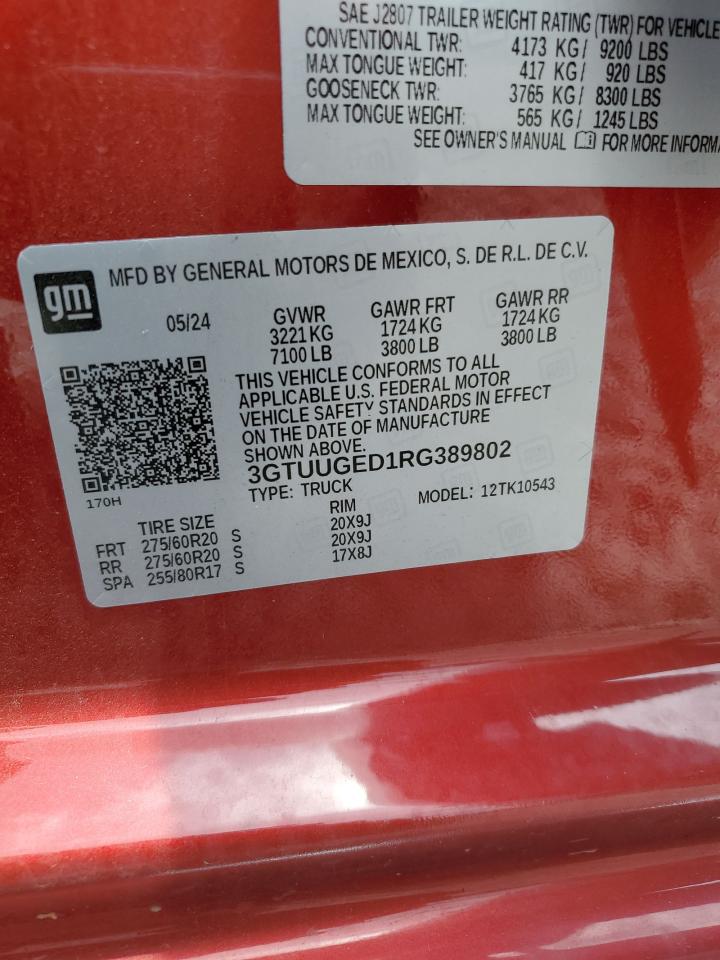 SAE J2807 TRAILER WEIGHT RATING (TWR) FOR VEHICLE
CONVENTIONAL TWR: 4173 KG/ 9200 LBS
MAX TONGUE WEIGHT: 417 KG/ 920 LBS
GOOSENECK TWR: 3765 KG/ 8300 LBS
MAX TONGUE WEIGHT: 565 KG/ 1245 LBS
SEE OWNER'S MANUAL FOR MORE INFORMA
gm
MFD BY GENERAL MOTORS DE MEXICO, S. DE R.L. DE C.V.
05/24 GVWR GAWR FRT GAWR RR
3221 KG 1724 KG 1724 KG
7100 LB 3800 LB 3800 LB
THIS VEHICLE CONFORMS TO ALL
APPLICABLE U.S. FEDERAL MOTOR
VEHICLE SAFETY STANDARDS IN EFFECT
ON THE DATE OF MANUFACTURE
SHOWN ABOVE.
3GTUUGED1RG389802
170H
TYPE: TRUCK MODEL: 12TK10543
TIRE SIZE RIM
FRT 275/60R20 S 20X9J
RR 275/60R20 S 20X9J
SPA 255/80R17 S 17X8J